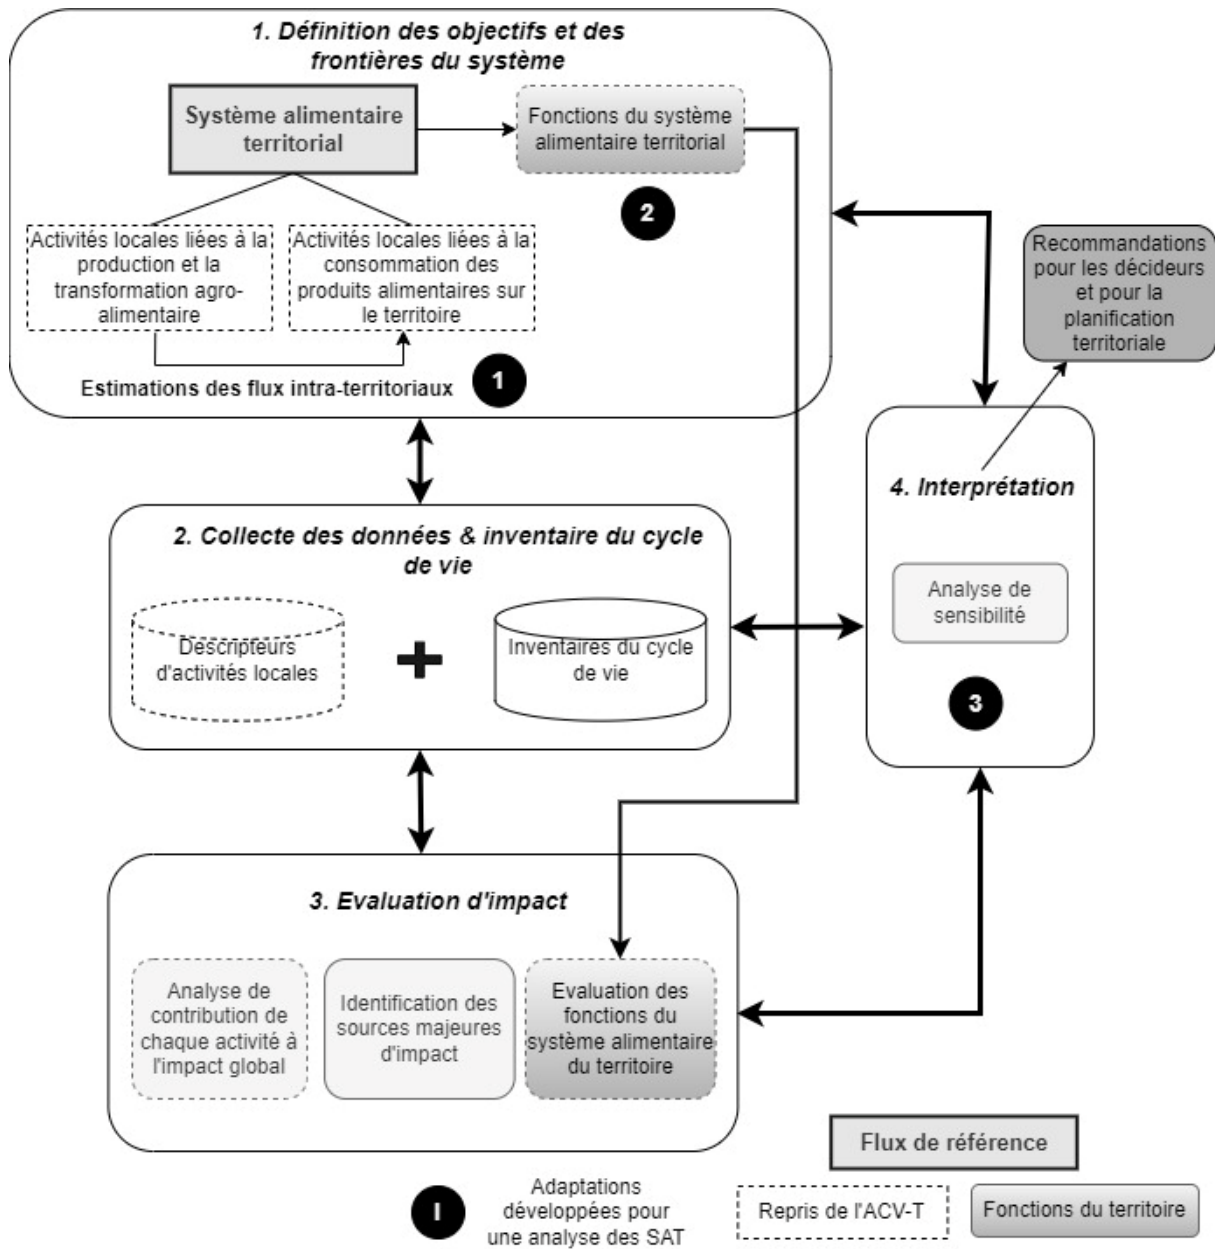 1. Définition des objectifs et des
frontières du système
Système alimentaire
territorial
Fonctions du système
alimentaire territorial
2
Activités locales liées à la
production et la
transformation agro-
alimentaire
Activités locales liées à la
consommation des
produits alimentaires sur
le territoire
Estimations des flux intra-territoriaux
1
Recommandations
pour les décideurs
et pour la
planification
territoriale
2. Collecte des données & inventaire du cycle
de vie
Descripteurs
d'activités locales
Inventaires du cycle
de vie
4. Interprétation
Analyse de
sensibilité
3
3. Evaluation d'impact
Analyse de
contribution de
chaque activité à
l'impact global
Identification des
sources majeures
d'impact
Evaluation des
fonctions du
système alimentaire
du territoire
Flux de référence
I
Adaptations
développées pour
une analyse des SAT
Repris de l'ACV-T
Fonctions du territoire